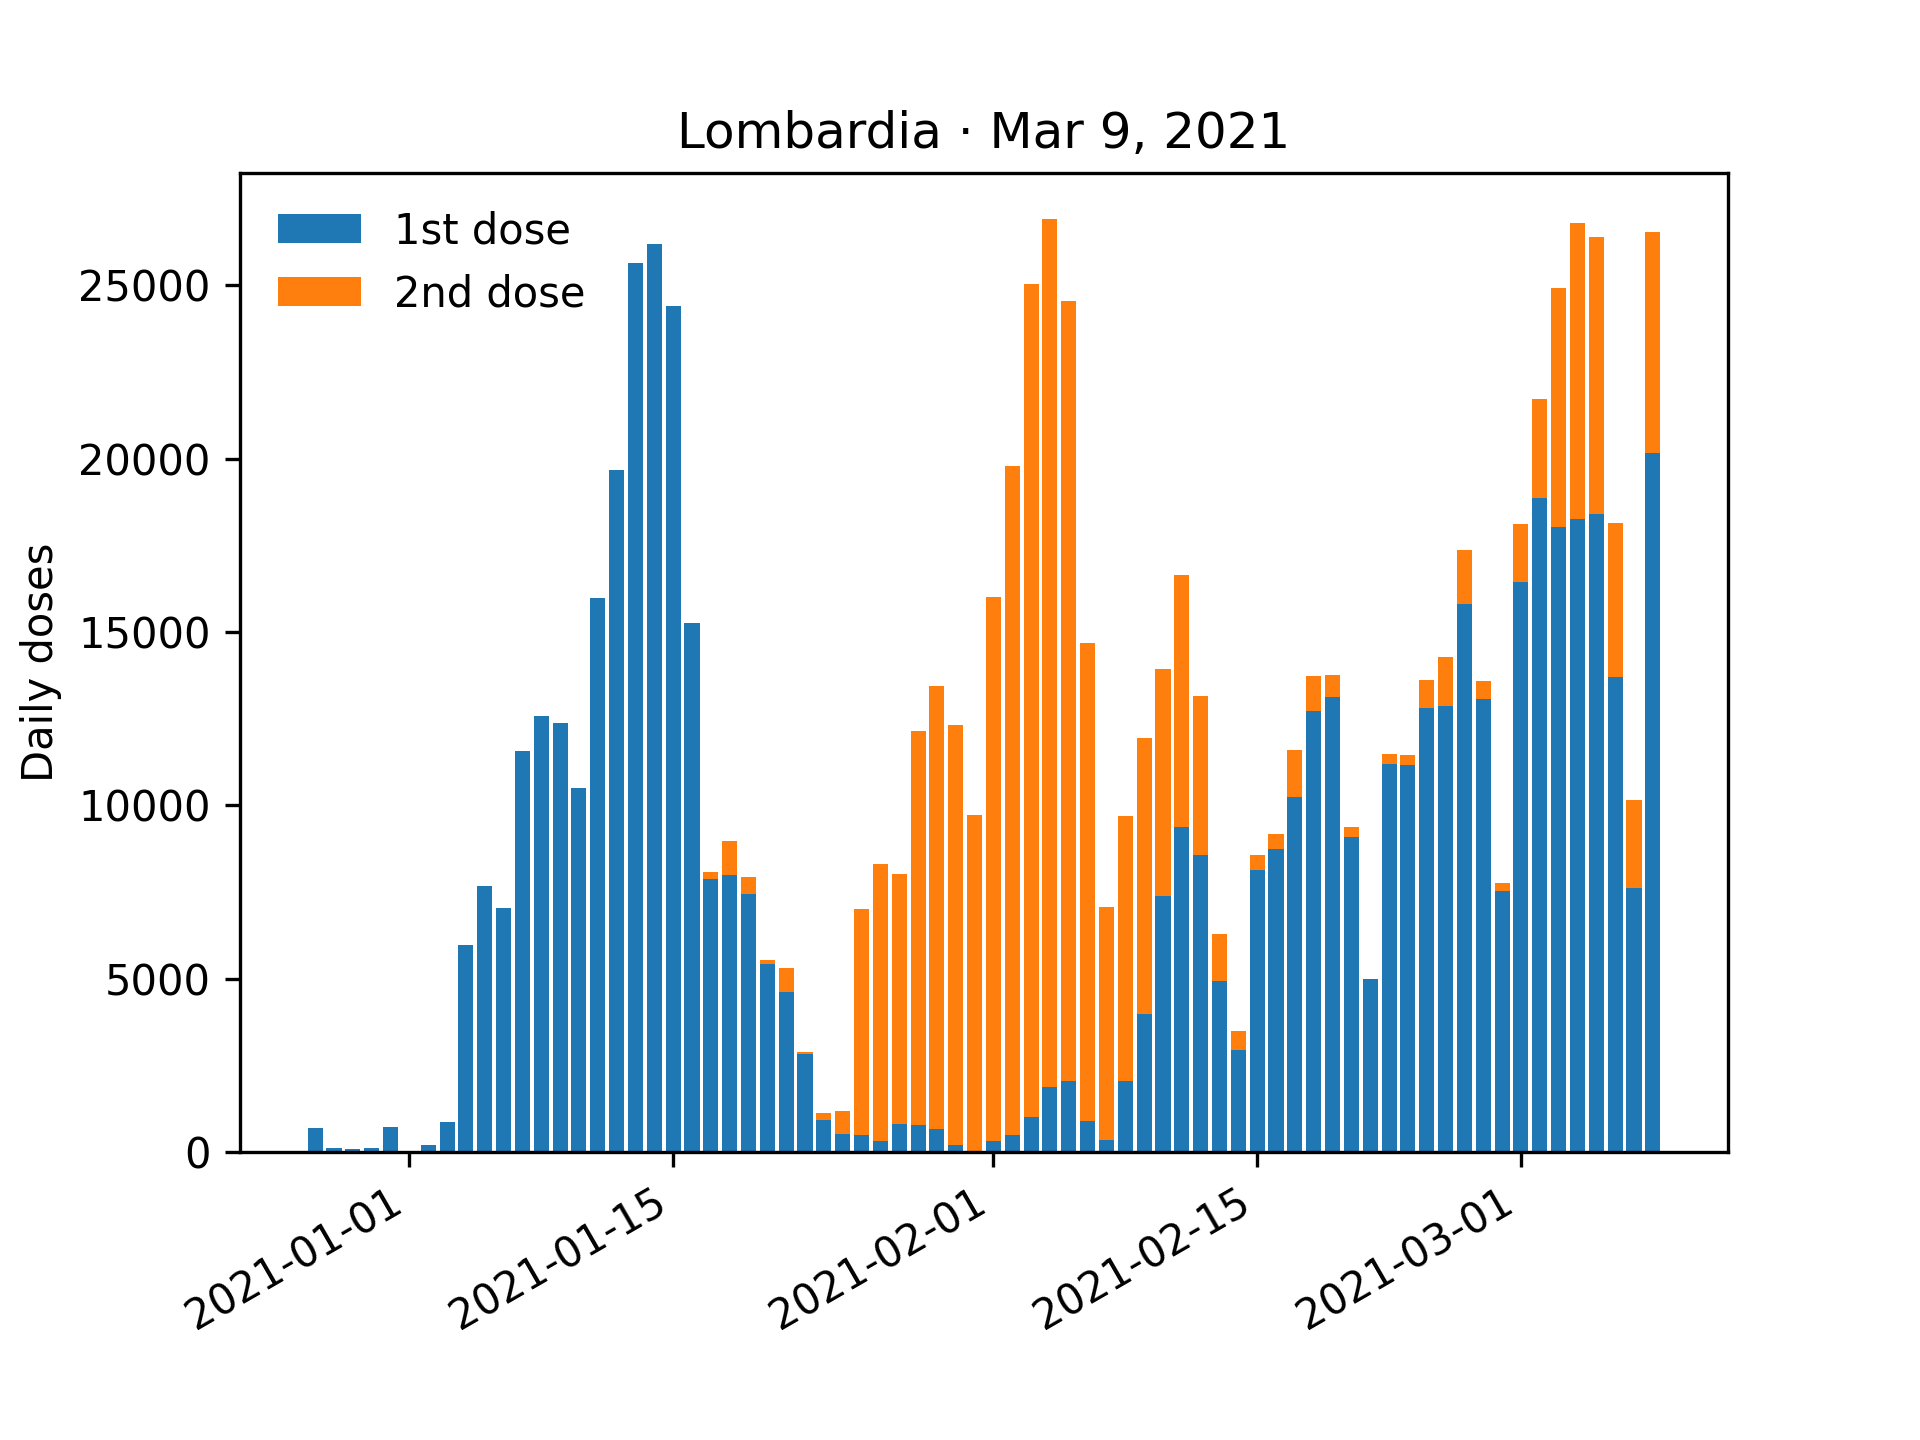 Lombardia · Mar 9, 2021
1st dose
2nd dose
Daily doses
25000
20000
15000
10000
5000
0
2021-01-01
2021-01-15
2021-02-01
2021-02-15
2021-03-01